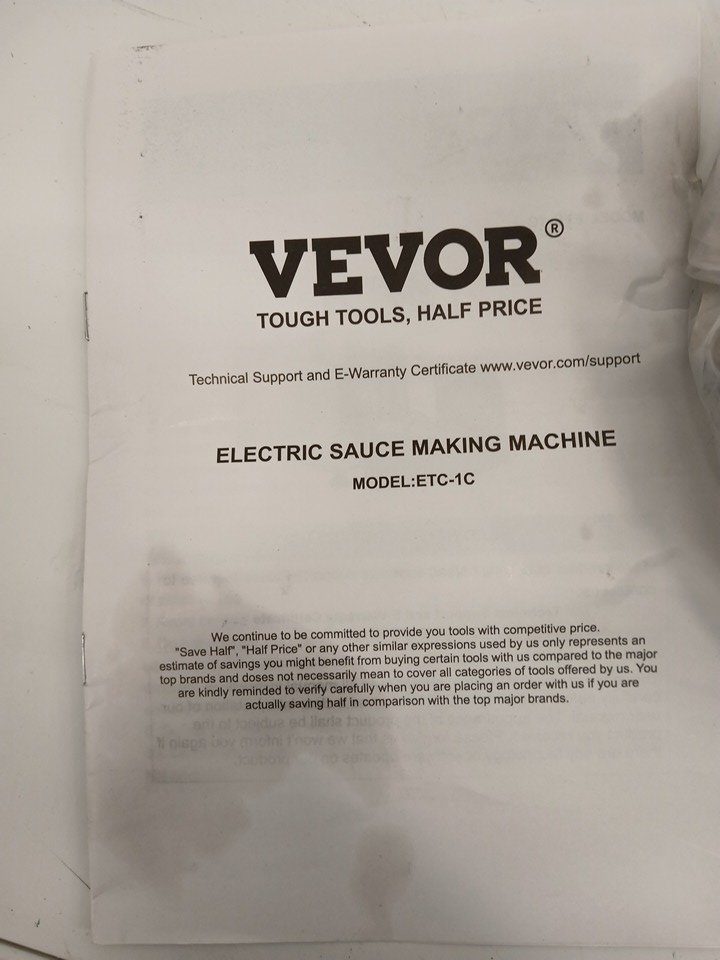 VEVOR®
TOUGH TOOLS, HALF PRICE
Technical Support and E-Warranty Certificate www.vevor.com/support
ELECTRIC SAUCE MAKING MACHINE
MODEL:ETC-1C
We continue to be committed to provide you tools with competitive price.
"Save Half", "Half Price" or any other similar expressions used by us only represents an
estimate of savings you might benefit from buying certain tools with us compared to the major
top brands and doses not necessarily mean to cover all categories of tools offered by us. You
are kindly reminded to verify carefully when you are placing an order with us if you are
actually saving half in comparison with the top major brands.